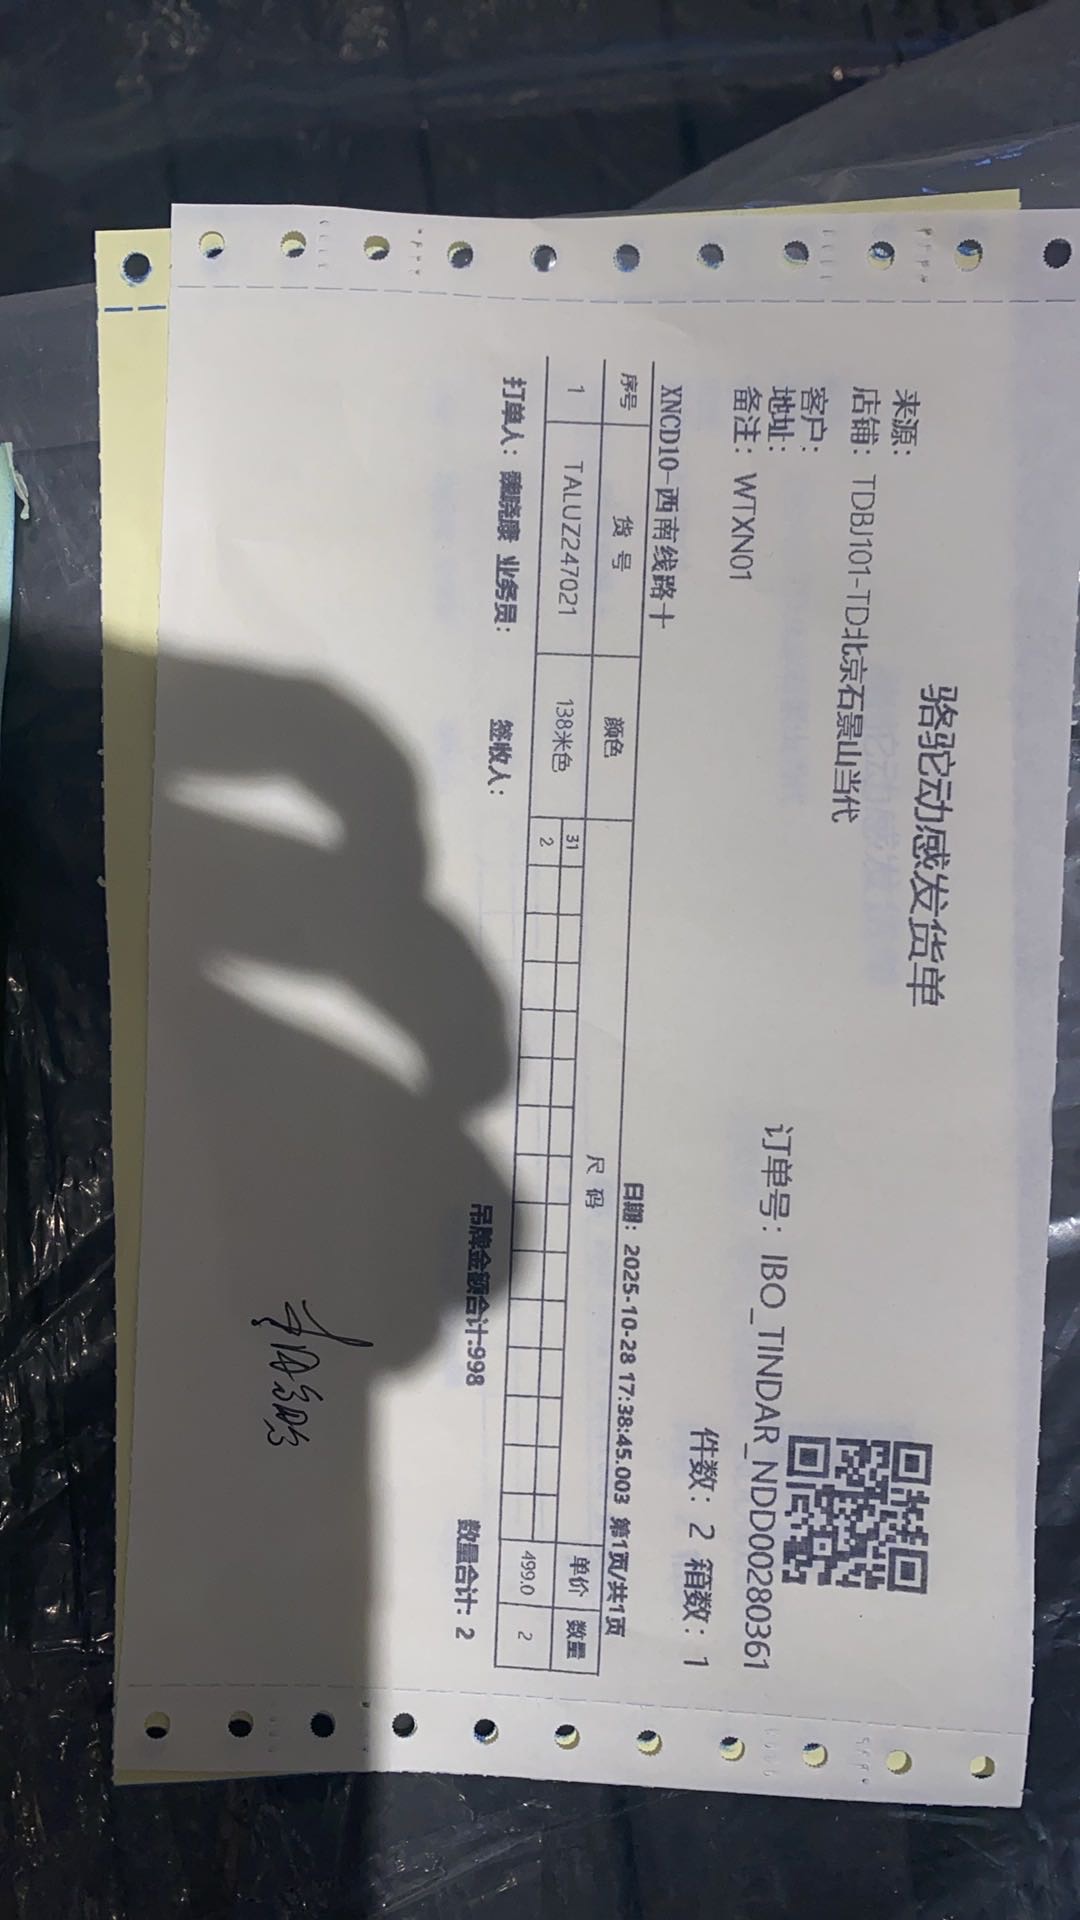 骆驼动感发货单
来源：
店铺：TDBJ101-TD北京石景山当代
订单号：IBO_TINDAR_NDD00280361
客户：
地址：
件数：2 箱数：1
备注：WTXN01
XNCD10-西南线路十
日期：2025-10-28 17:38:45.003 第1页/共1页
序号 货 号 颜色 尺 码 单价 数量
1 TALUZ247021 138米色 31 499.0 2
2
打单人：魏晓康 业务员： 签收人： 吊牌金额合计:998 数量合计: 2